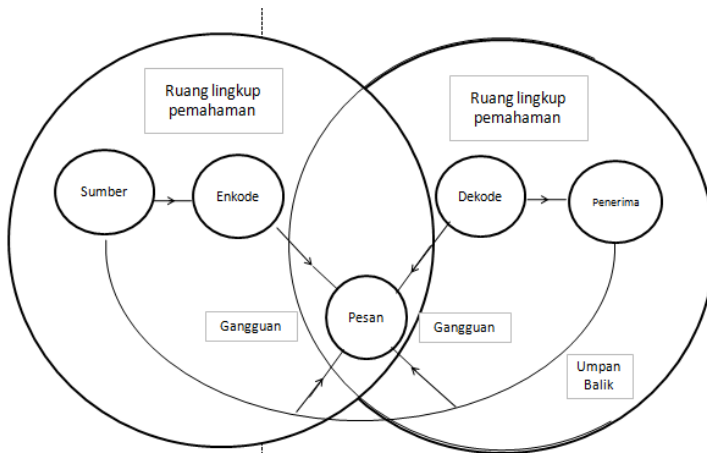 Ruang lingkup
pemahaman
Ruang lingkup
pemahaman
Sumber
Enkode
Dekode
Penerima
Pesan
Gangguan
Gangguan
Umpan
Balik